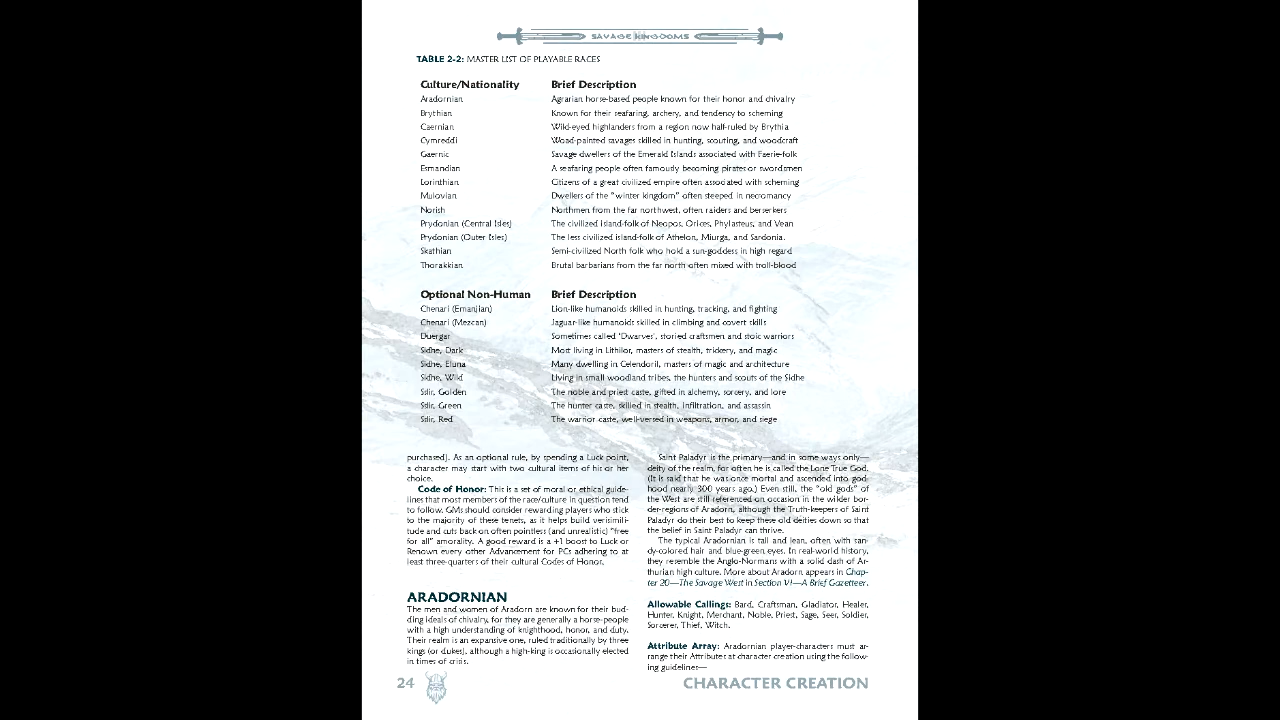 SAVAGE KINGDOMS
TABLE 2-2: MASTER LIST OF PLAYABLE RACES
Culture/Nationality Brief Description
Aradornian Agrarian horse-based people known for their honor and chivalry
Brythian Known for their seafaring, archery, and tendency to scheming
Caernian Wild-eyed highlanders from a region now half-ruled by Brythia
Cymreddi Woad-painted savages skilled in hunting, scouting, and woodcraft
Gaernic Savage dwellers of the Emerald Islands associated with Faerie-folk
Esmandian A seafaring people often famously becoming pirates or swordsmen
Lorinthian Citizens of a great civilized empire often associated with scheming
Mulovian Dwellers of the "winter kingdom" often steeped in necromancy
Norish Northmen from the far northwest, often raiders and berserkers
Prydonian (Central Isles) The civilized island-folk of Neopos, Orices, Phylasteus, and Vean
Prydonian (Outer Isles) The less civilized island-folk of Athelon, Miurga, and Sardonia.
Skathian Semi-civilized North folk who hold a sun-goddess in high regard
Thorakkian Brutal barbarians from the far north often mixed with troll-blood
Optional Non-Human Brief Description
Chenari (Emanjian) Lion-like humanoids skilled in hunting, tracking, and fighting
Chenari (Mezcan) Jaguar-like humanoids skilled in climbing and covert skills
Duergar Sometimes called 'Dwarves', storied craftsmen and stoic warriors
Sidhe, Dark Most living in Lithilor, masters of stealth, trickery, and magic
Sidhe, Eluna Many dwelling in Celendoril, masters of magic and architecture
Sidhe, Wild Living in small woodland tribes, the hunters and scouts of the Sidhe
Ssir, Golden The noble and priest caste, gifted in alchemy, sorcery, and lore
Ssir, Green The hunter caste, skilled in stealth, infiltration, and assassin
Ssir, Red The warrior caste, well-versed in weapons, armor, and siege
purchased). As an optional rule, by spending a Luck point,
a character may start with two cultural items of his or her
choice.
Code of Honor: This is a set of moral or ethical guide-
lines that most members of the race/culture in question tend
to follow. GMs should consider rewarding players who stick
to the majority of these tenets, as it helps build verisimili-
tude and cuts back on often pointless (and unrealistic) "free
for all" amorality. A good reward is a +1 boost to Luck or
Renown every other Advancement for PCs adhering to at
least three-quarters of their cultural Codes of Honor.
ARADORNIAN
The men and women of Aradorn are known for their bud-
ding ideals of chivalry, for they are generally a horse-people
with a high understanding of knighthood, honor, and duty.
Their realm is an expansive one, ruled traditionally by three
kings (or dukes), although a high-king is occasionally elected
in times of crisis.
Saint Paladyr is the primary—and in some ways only—
deity of the realm, for often he is called the Lone True God.
(It is said that he was once mortal and ascended into god-
hood nearly 300 years ago.) Even still, the "old gods" of
the West are still referenced on occasion in the wilder bor-
der-regions of Aradorn, although the Truth-keepers of Saint
Paladyr do their best to keep these old deities down so that
the belief in Saint Paladyr can thrive.
The typical Aradornian is tall and lean, often with san-
dy-colored hair and blue-green eyes. In real-world history,
they resemble the Anglo-Normans with a solid dash of Ar-
thurian high culture. More about Aradorn appears in Chap-
ter 20—The Savage West in Section VI—A Brief Gazetteer.
Allowable Callings: Bard, Craftsman, Gladiator, Healer,
Hunter, Knight, Merchant, Noble, Priest, Sage, Seer, Soldier,
Sorcerer, Thief, Witch.
Attribute Array: Aradornian player-characters must ar-
range their Attributes at character creation using the follow-
ing guidelines—
24
CHARACTER CREATION